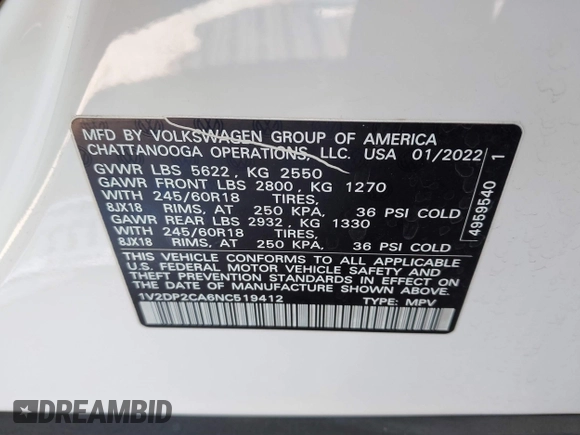 MFD BY VOLKSWAGEN GROUP OF AMERICA
CHATTANOOGA OPERATIONS, LLC. USA 01/2022
GVWR LBS 5622, KG 2550
GAWR FRONT LBS 2800, KG 1270
WITH 245/60R18 TIRES,
8JX18 RIMS, AT 250 KPA, 36 PSI COLD
GAWR REAR LBS 2932, KG 1330
WITH 245/60R18 TIRES,
8JX18 RIMS, AT 250 KPA, 36 PSI COLD
THIS VEHICLE CONFORMS TO ALL APPLICABLE
U.S. FEDERAL MOTOR VEHICLE SAFETY AND
THEFT PREVENTION STANDARDS IN EFFECT ON
THE DATE OF MANUFACTURE SHOWN ABOVE.
1V2DP2CA6NC519412 TYPE: MPV
4959540 1
DREAMBID